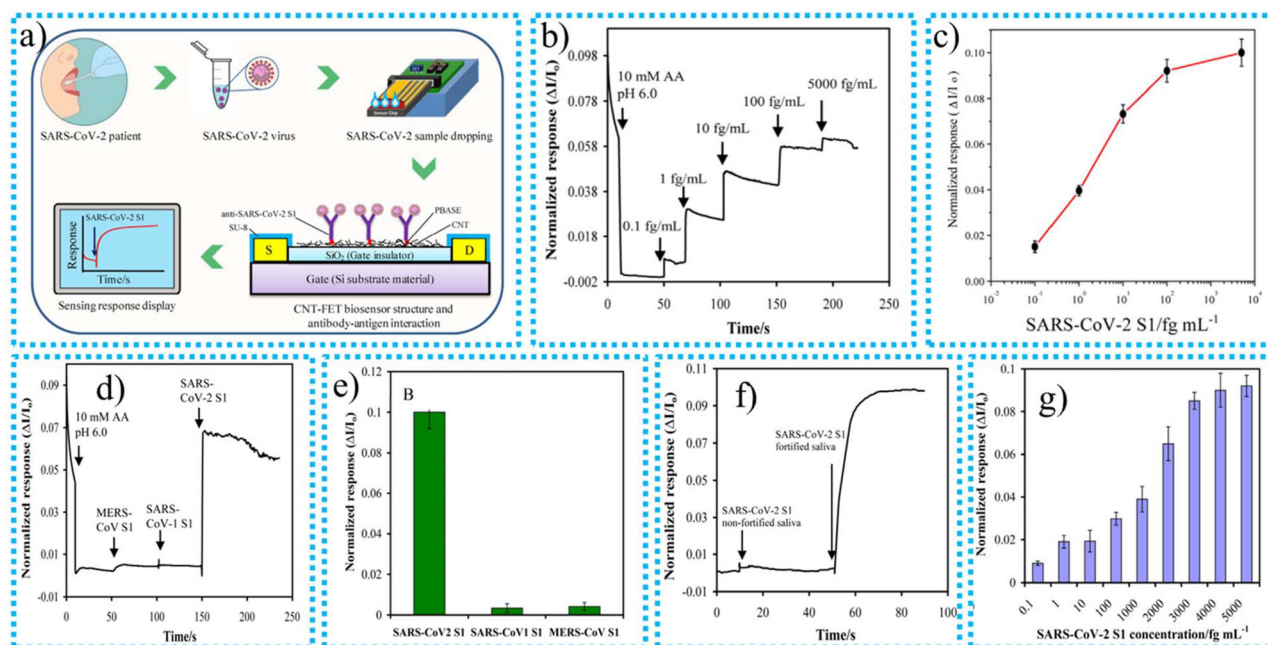 a)
SARS-CoV-2 patient
SARS-CoV-2 virus
Sensor Chip
SARS-CoV-2 sample dropping
SARS-CoV-2 S1
Response
Time/s
Sensing response display
anti-SARS-CoV-2 S1
SU-8
PBASE
CNT
S
D
SiO₂ (Gate insulator)
Gate (Si substrate material)
CNT-FET biosensor structure and
antibody-antigen interaction
b)
Normalized response (ΔI/Iₒ)
0.098
0.078
0.058
0.038
0.018
-0.002
10 mM AA
pH 6.0
0.1 fg/mL
1 fg/mL
10 fg/mL
100 fg/mL
5000 fg/mL
0 50 100 150 200 250
Time/s
c)
Normalized response (ΔI/Iₒ)
0.10
0.08
0.06
0.04
0.02
0.00
10⁻² 10⁻¹ 10⁰ 10¹ 10² 10³ 10⁴
SARS-CoV-2 S1/fg mL⁻¹
d)
Normalized response (ΔI/Iₒ)
0.09
0.07
0.05
0.03
0.01
-0.01
10 mM AA
pH 6.0
MERS-
CoV S1
SARS-
CoV-1 S1
SARS-
CoV-2 S1
0 50 100 150 200 250
Time/s
e)
B
Normalized response (ΔI/Iₒ)
0.12
0.1
0.08
0.06
0.04
0.02
0
SARS-CoV2 S1 SARS-CoV1 S1 MERS-CoV S1
f)
Normalized response (ΔI/Iₒ)
0.11
0.09
0.07
0.05
0.03
0.01
-0.01
SARS-CoV-2 S1
non-fortified saliva
SARS-CoV-2 S1
fortified saliva
0 20 40 60 80 100
Time/s
g)
Normalized response (ΔI/Iₒ)
0.1
0.08
0.06
0.04
0.02
0
0.1 1 10 100 1000 2000 3000 4000 5000
SARS-CoV-2 S1 concentration/fg mL⁻¹